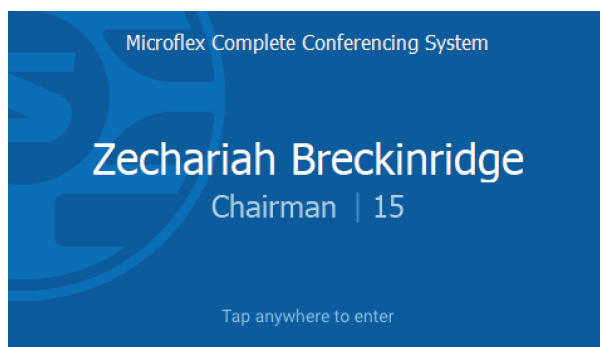 Microflex Complete Conferencing System
Zechariah Breckinridge
Chairman | 15
Tap anywhere to enter